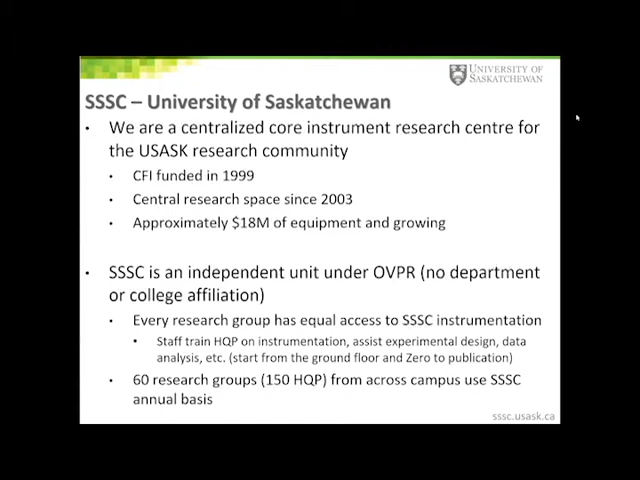 UNIVERSITY OF
SASKATCHEWAN
SSSC – University of Saskatchewan
• We are a centralized core instrument research centre for
the USASK research community
• CFI funded in 1999
• Central research space since 2003
• Approximately $18M of equipment and growing
• SSSC is an independent unit under OVPR (no department
or college affiliation)
• Every research group has equal access to SSSC instrumentation
• Staff train HQP on instrumentation, assist experimental design, data
analysis, etc. (start from the ground floor and Zero to publication)
• 60 research groups (150 HQP) from across campus use SSSC
annual basis
sssc.usask.ca